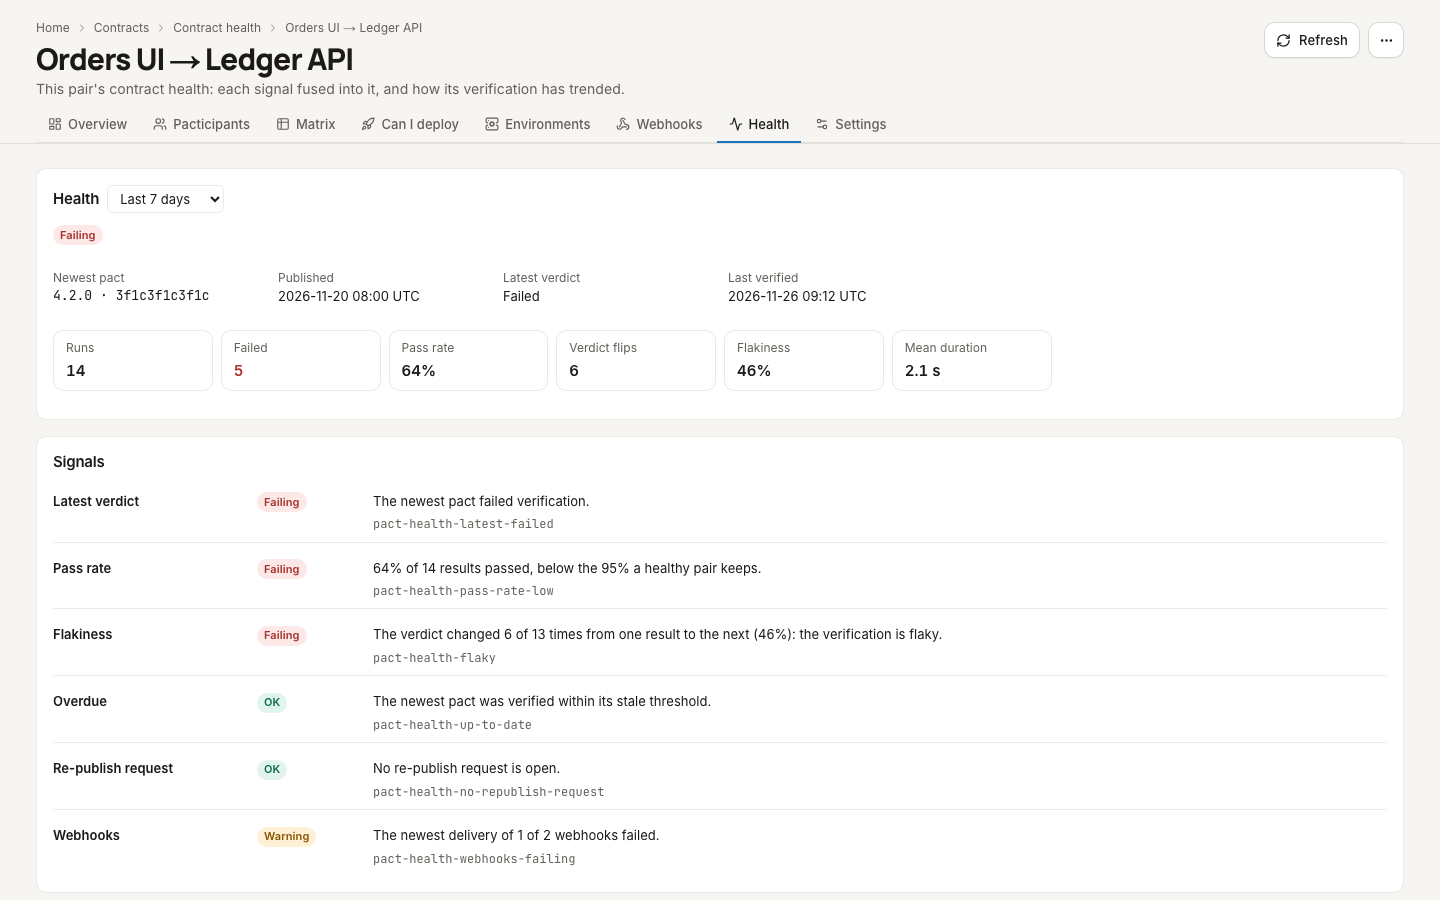 Home > Contracts > Contract health > Orders UI → Ledger API
Orders UI → Ledger API
This pair's contract health: each signal fused into it, and how its verification has trended.
Refresh
Overview Pacticipants Matrix Can I deploy Environments Webhooks Health Settings
Health Last 7 days
Failing
Newest pact Published Latest verdict Last verified
4.2.0 · 3f1c3f1c3f1c 2026-11-20 08:00 UTC Failed 2026-11-26 09:12 UTC
Runs Failed Pass rate Verdict flips Flakiness Mean duration
14 5 64% 6 46% 2.1 s
Signals
Latest verdict Failing The newest pact failed verification.
pact-health-latest-failed
Pass rate Failing 64% of 14 results passed, below the 95% a healthy pair keeps.
pact-health-pass-rate-low
Flakiness Failing The verdict changed 6 of 13 times from one result to the next (46%): the verification is flaky.
pact-health-flaky
Overdue OK The newest pact was verified within its stale threshold.
pact-health-up-to-date
Re-publish request OK No re-publish request is open.
pact-health-no-republish-request
Webhooks Warning The newest delivery of 1 of 2 webhooks failed.
pact-health-webhooks-failing